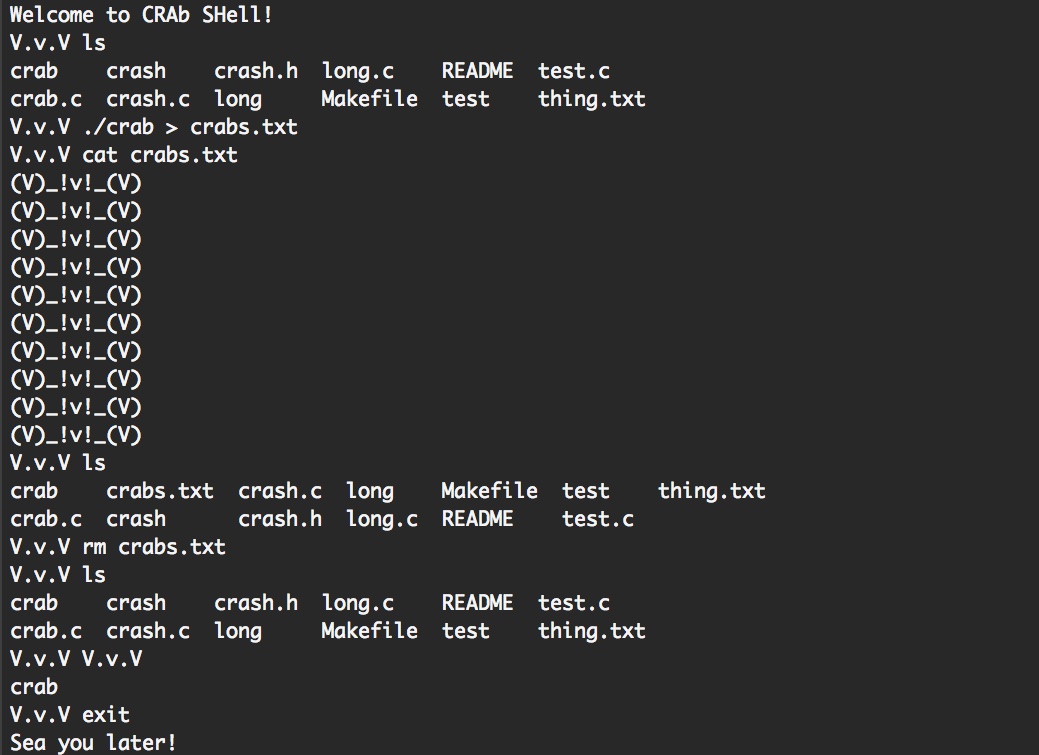 Welcome to CRAb SHell!
V.v.V ls
crab    crash    crash.h  long.c    README  test.c
crab.c  crash.c  long     Makefile  test    thing.txt
V.v.V ./crab > crabs.txt
V.v.V cat crabs.txt
(V)_!v!_(V)
(V)_!v!_(V)
(V)_!v!_(V)
(V)_!v!_(V)
(V)_!v!_(V)
(V)_!v!_(V)
(V)_!v!_(V)
(V)_!v!_(V)
(V)_!v!_(V)
(V)_!v!_(V)
V.v.V ls
crab    crabs.txt  crash.c  long    Makefile  test    thing.txt
crab.c  crash      crash.h  long.c  README    test.c
V.v.V rm crabs.txt
V.v.V ls
crab    crash    crash.h  long.c    README  test.c
crab.c  crash.c  long     Makefile  test    thing.txt
V.v.V V.v.V
crab
V.v.V exit
Sea you later!